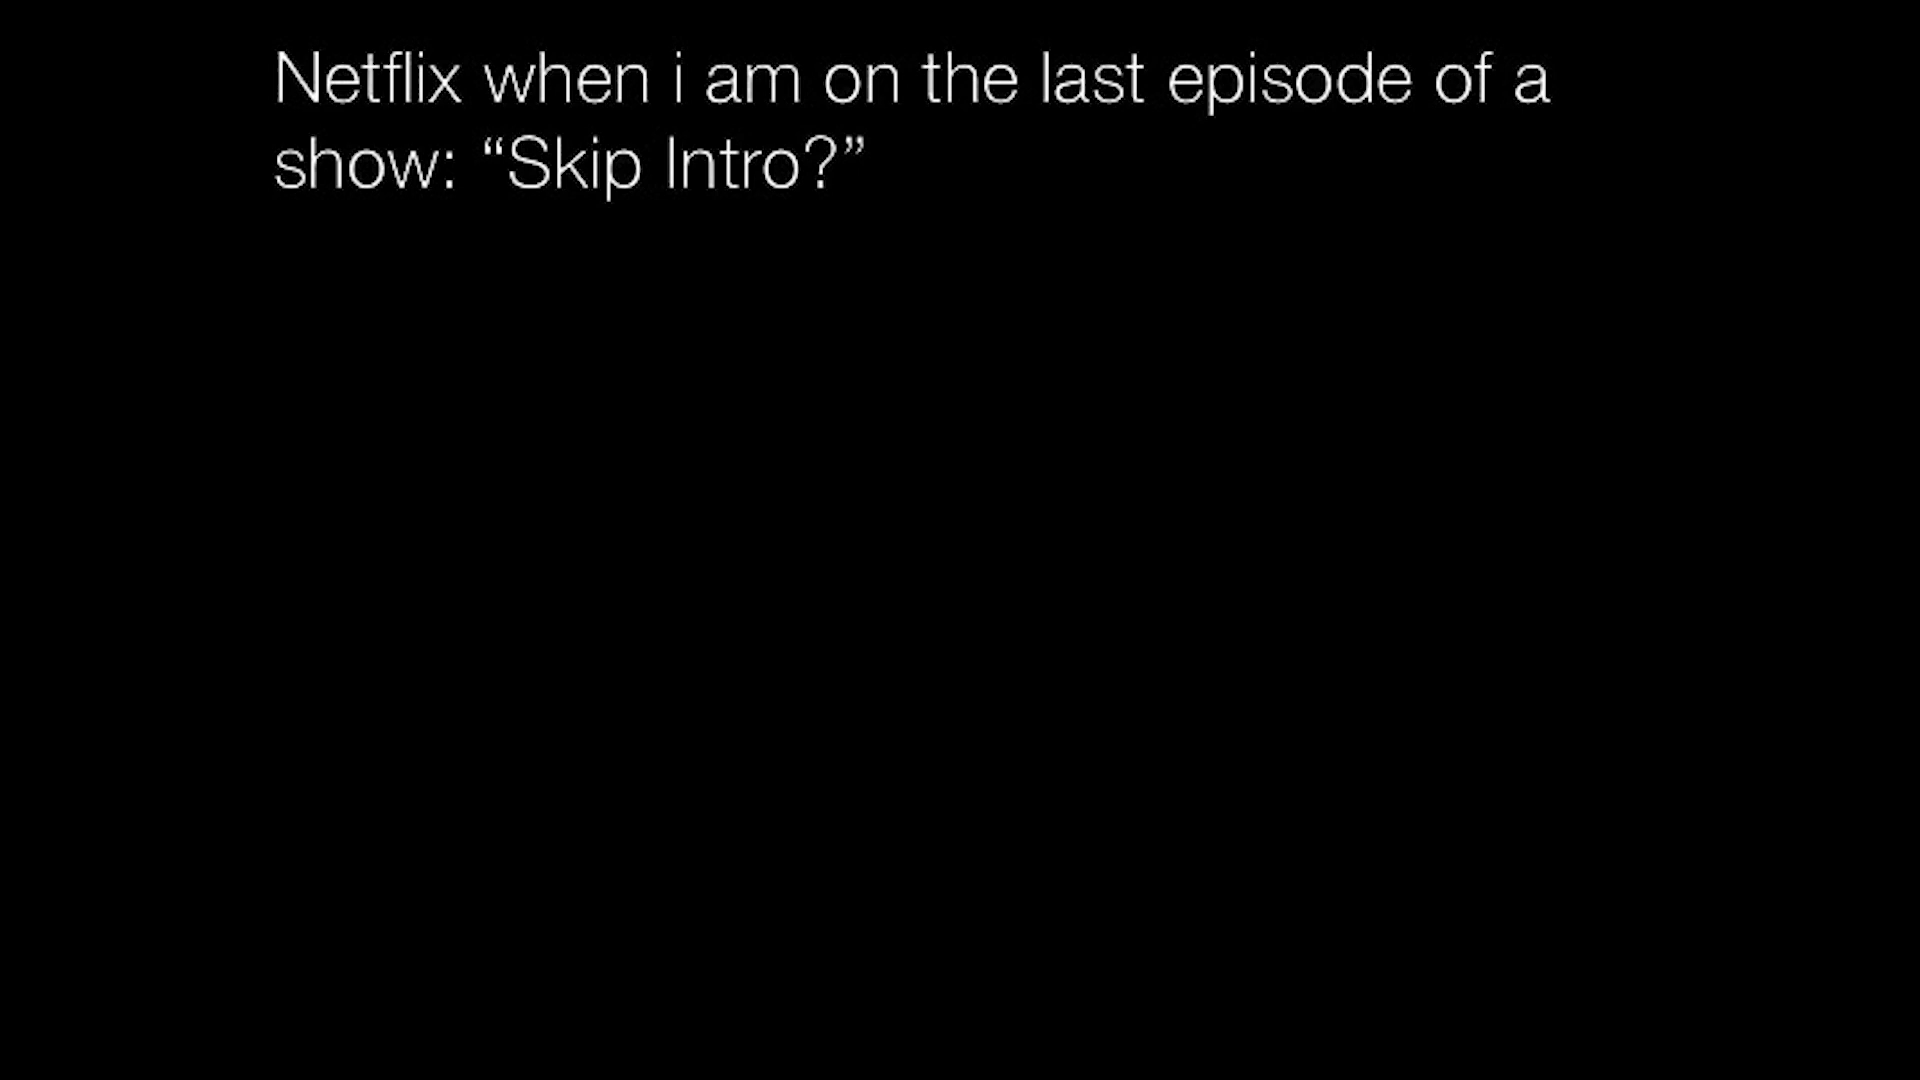 Netflix when i am on the last episode of a
show: “Skip Intro?”